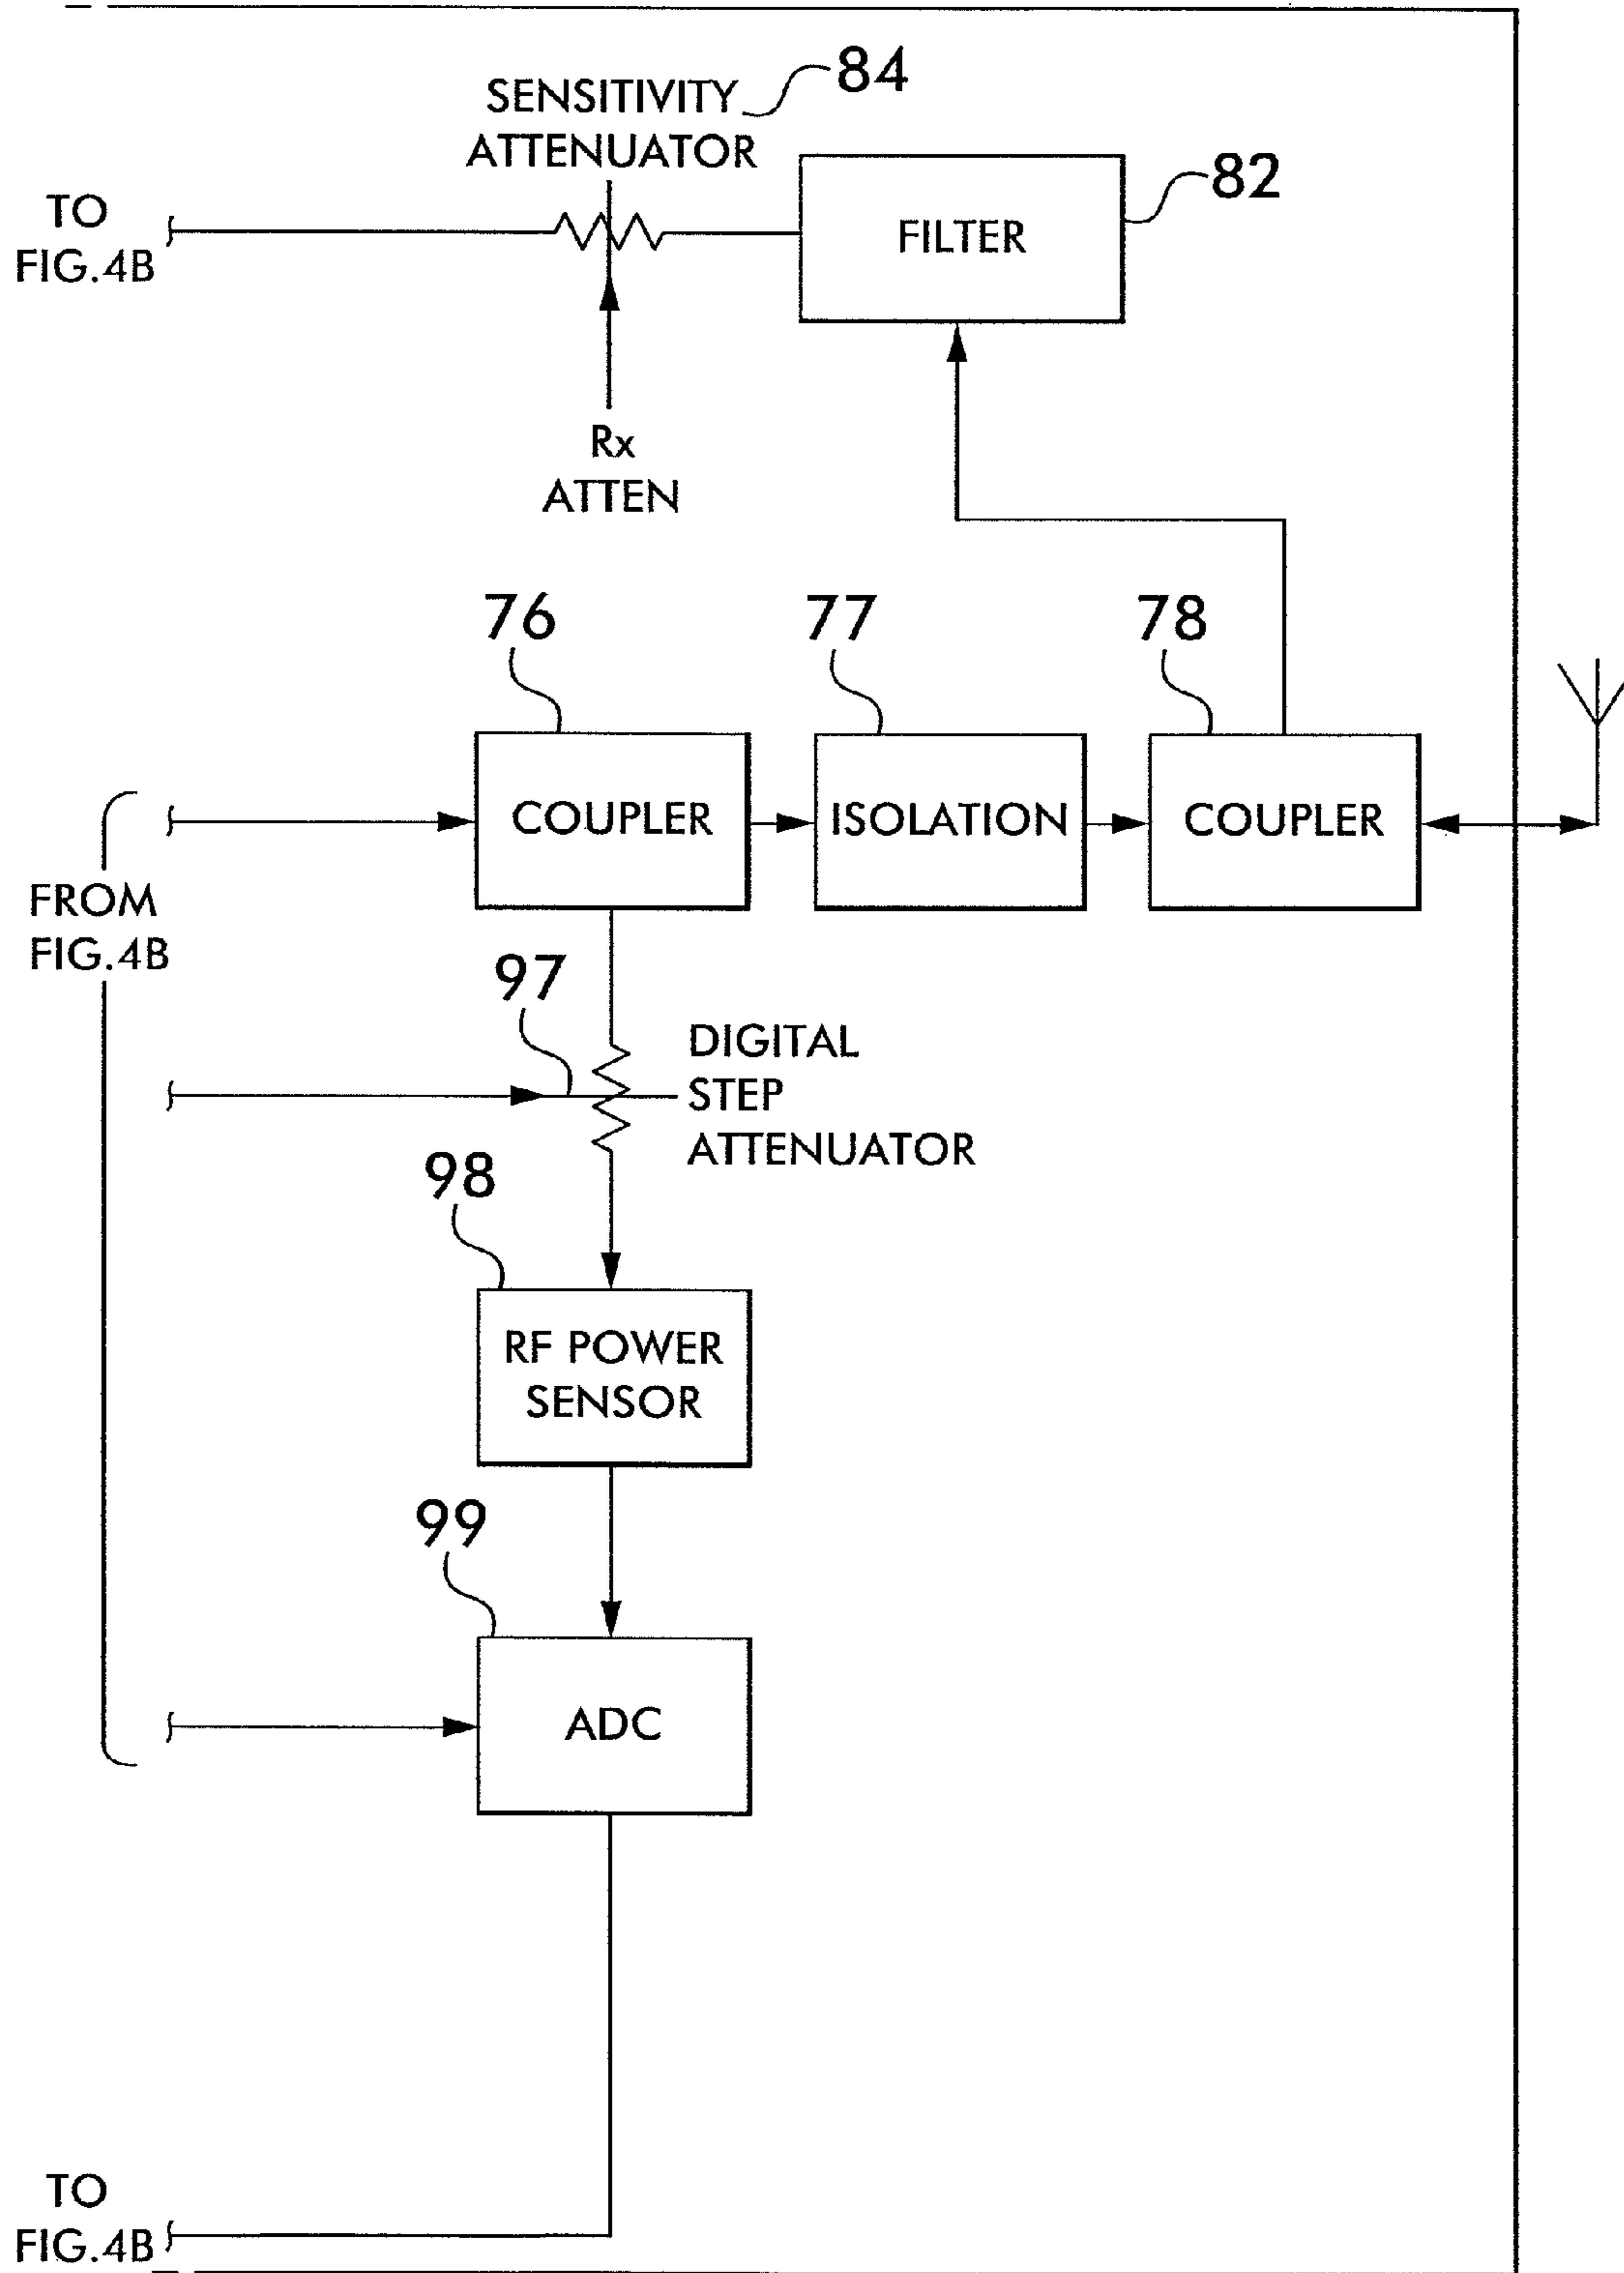 84
SENSITIVITY
ATTENUATOR
82
TO
FIG.4B
FILTER
Rx
ATTEN
76
77
78
COUPLER
ISOLATION
COUPLER
FROM
FIG.4B
97
DIGITAL
STEP
ATTENUATOR
98
RF POWER
SENSOR
99
ADC
TO
FIG.4B